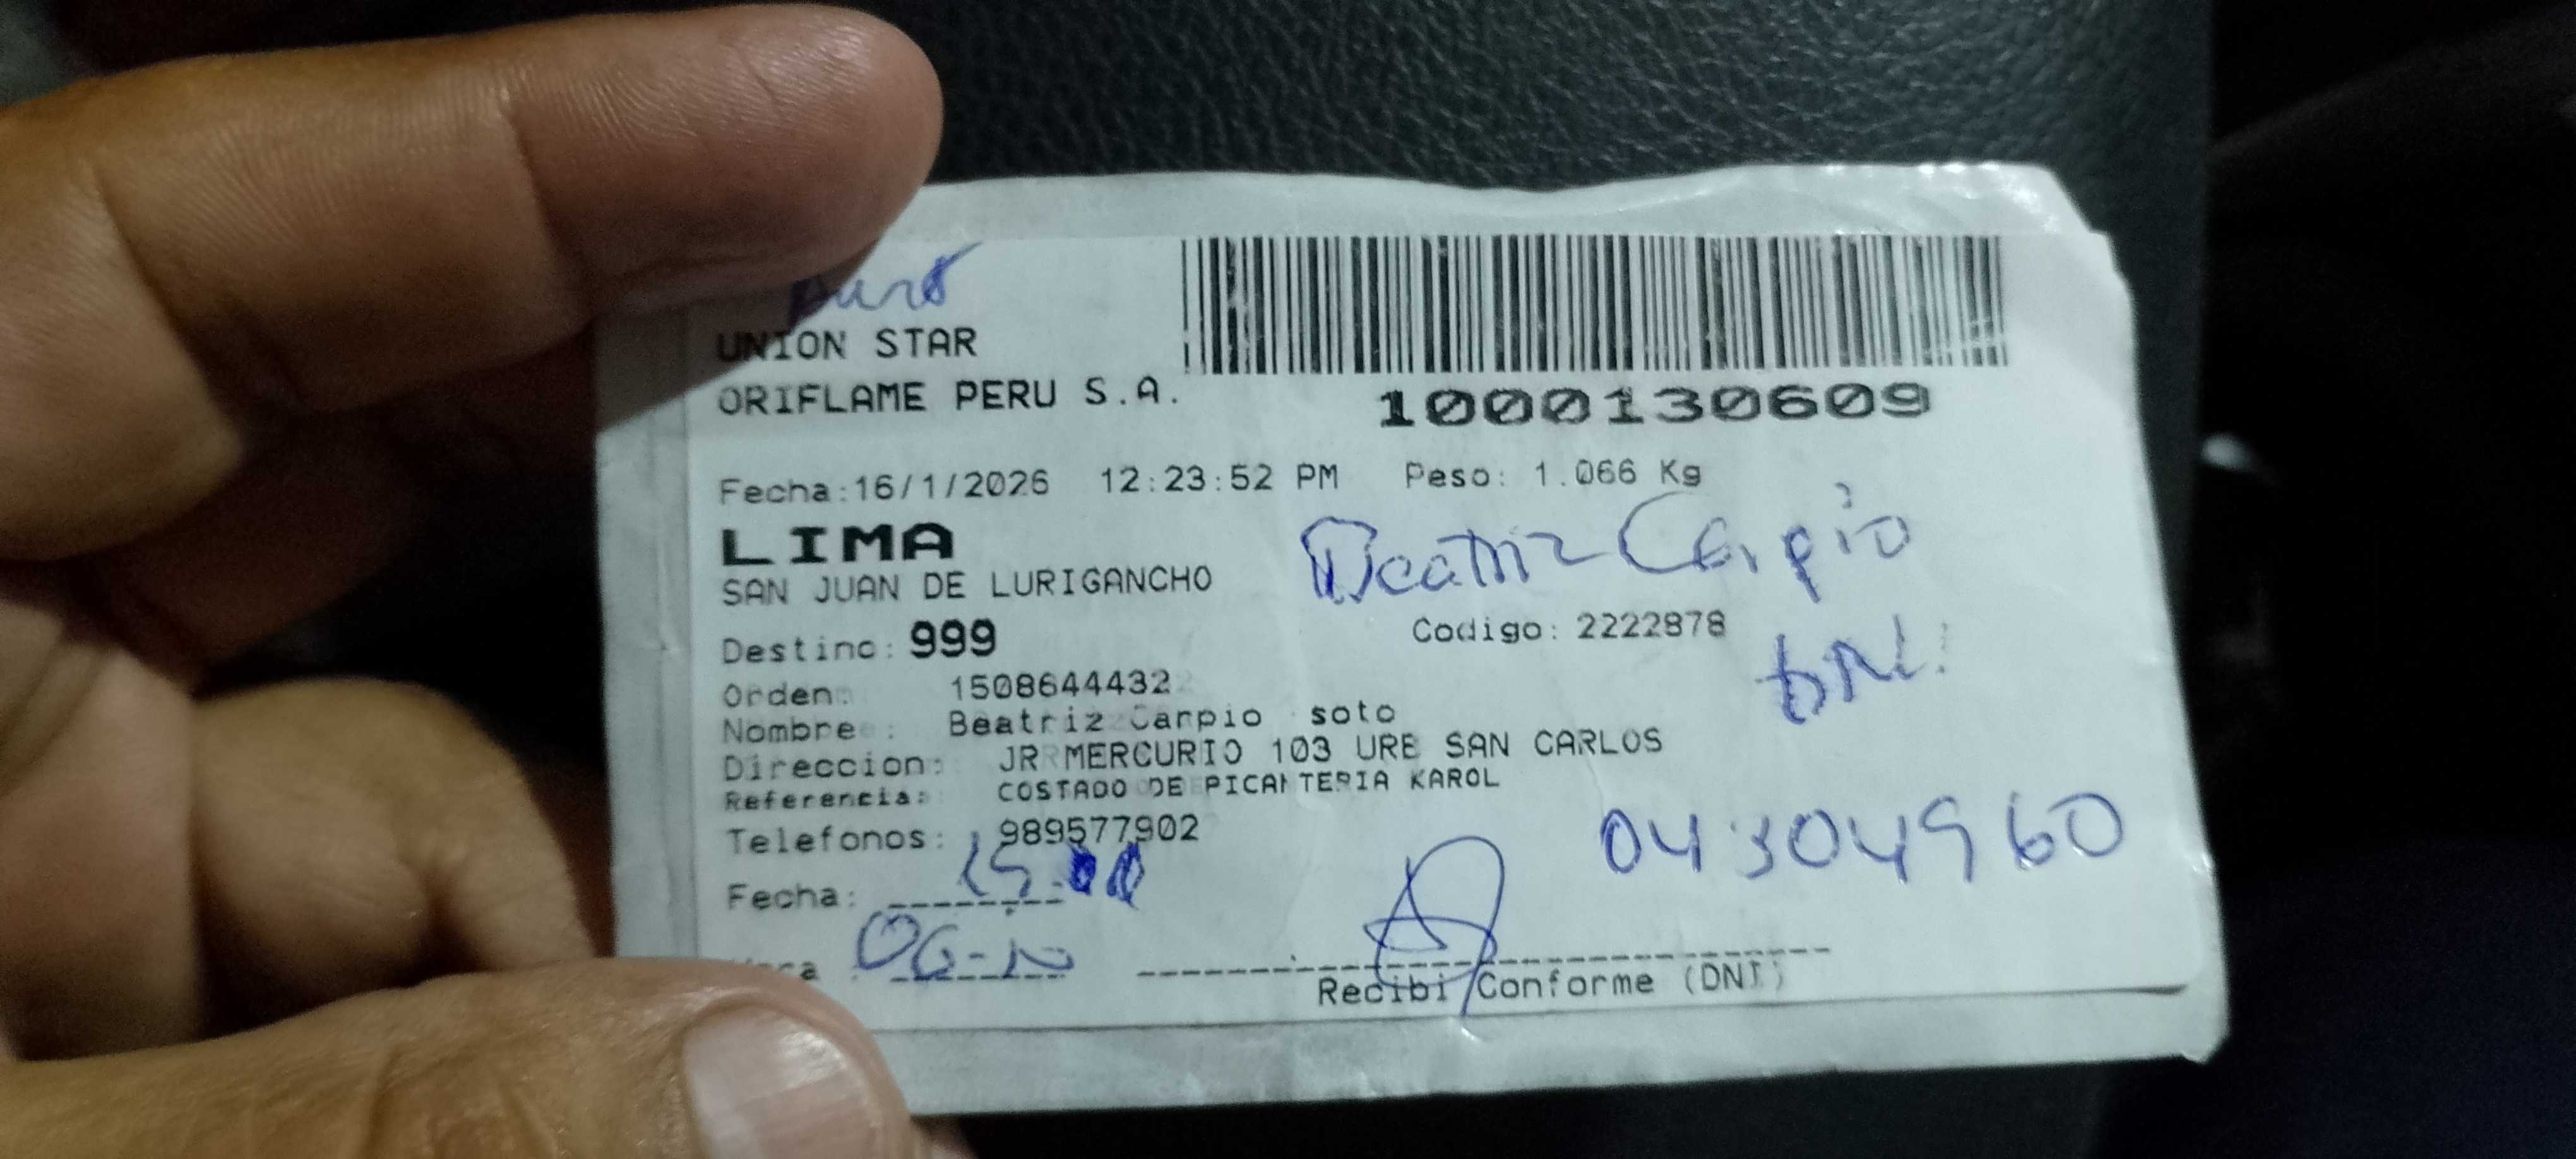 UNION STAR
ORIFLAME PERU S.A.
1000130609
Fecha:16/1/2026 12:23:52 PM Peso: 1.066 Kg
LIMA
Beatriz Carpio
SAN JUAN DE LURIGANCHO
Destino: 999 Codigo: 2222878
DNI:
Orden: 1508644432
Nombre: Beatriz Carpio soto
Direccion: JR MERCURIO 103 URB SAN CARLOS
Referencia: COSTADO DE PICANTERIA KAROL
Telefonos: 989577902
04304960
Fecha:
Recibi Conforme (DNI)